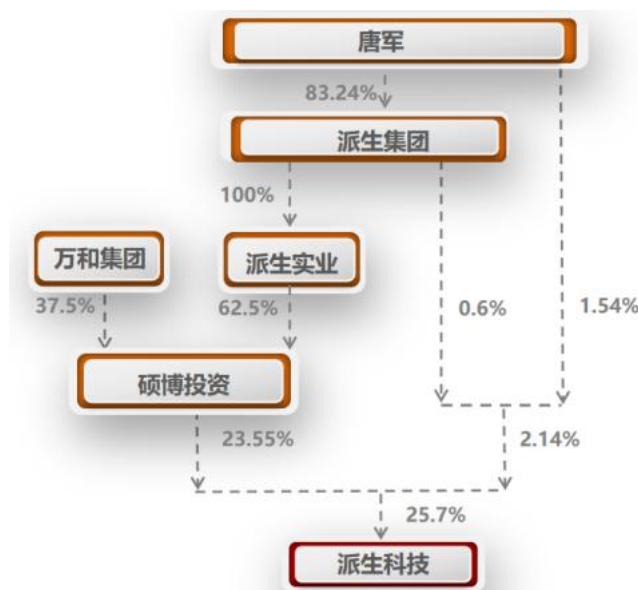 唐军
83.24%
派生集团
100%
万和集团
派生实业
37.5%
62.5%
0.6%
1.54%
硕博投资
23.55%
2.14%
25.7%
派生科技